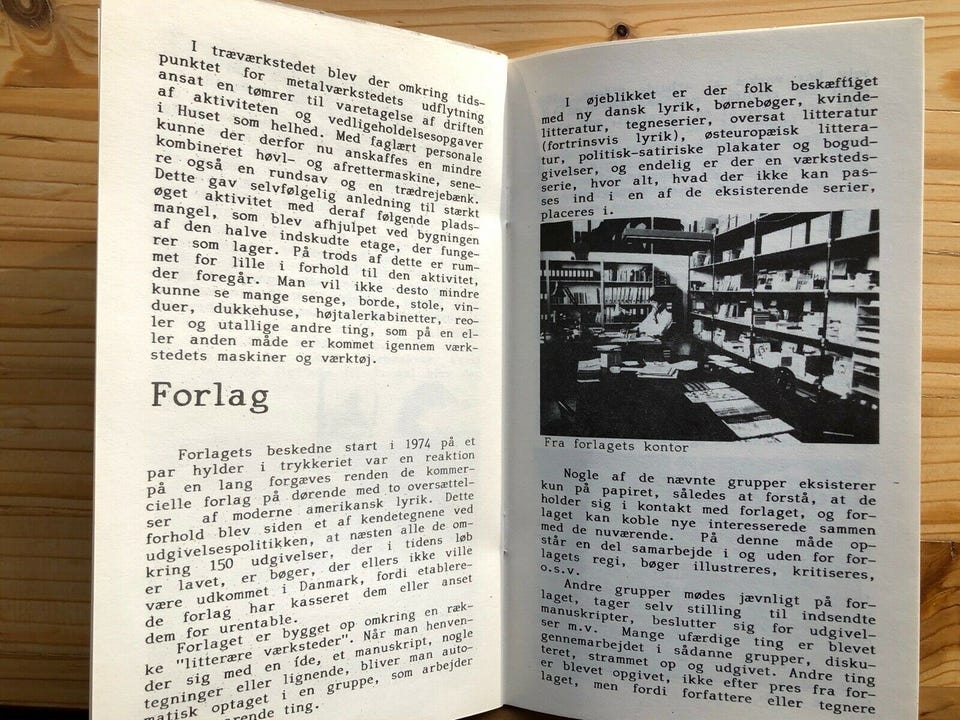 I træværkstedet blev der omkring tids-
punktet for metalværkstedets udflytning
ansat en tømrer til varetagelse af driften
af aktiviteten og vedligeholdelsesopgaver
i Huset som helhed. Med faglært personale
kunne der derfor nu anskaffes en mindre
kombineret høvl- og afrettermaskine, sene-
re også en rundsav og en trædrejebænk.
Dette gav selvfølgelig anledning til stærkt
øget aktivitet med deraf følgende plads-
mangel, som blev afhjulpet ved bygningen
af den halve indskudte etage, der funge-
rer som lager. På trods af dette er rum-
met for lille i forhold til den aktivitet,
der foregår. Man vil ikke desto mindre
kunne se mange senge, borde, stole, vin-
duer, dukkehuse, højtalerkabinetter, reo-
ler og utallige andre ting, som på en el-
ler anden måde er kommet igennem værk-
stedets maskiner og værktøj.
Forlag
Forlagets beskedne start i 1974 på et
par hylder i trykkeriet var en reaktion
på en lang forgæves renden de kommer-
cielle forlag på dørende med to oversættel-
ser af moderne amerikansk lyrik. Dette
forhold blev siden et af kendetegnene ved
udgivelsespolitikken, at næsten alle de om-
kring 150 udgivelser, der i tidens løb
er lavet, er bøger, der ellers ikke ville
være udkommet i Danmark, fordi etablere-
de forlag har kasseret dem eller anset
dem for urentable.
Forlaget er bygget op omkring en ræk-
ke "litterære værksteder". Når man henven-
der sig med en íde, et manuskript, nogle
tegninger eller lignende, bliver man auto-
matisk optaget i en gruppe, som arbejder
ting.
I øjeblikket er der folk beskæftiget
med ny dansk lyrik, børnebøger, kvinde-
litteratur, tegneserier, oversat litteratur
(fortrinsvis lyrik), østeuropæisk littera-
tur, politisk-satiriske plakater og bogud-
givelser, og endelig er der en værksteds-
serie, hvor alt, hvad der ikke kan pas-
ses ind i en af de eksisterende serier,
placeres i.
Fra forlagets kontor
Nogle af de nævnte grupper eksisterer
kun på papiret, således at forstå, at de
holder sig i kontakt med forlaget, og for-
laget kan koble nye interesserede sammen
med de nuværende. På denne måde op-
står en del samarbejde i og uden for for-
lagets regi, bøger illustreres, kritiseres,
o.s.v.
Andre grupper mødes jævnligt på for-
laget, tager selv stilling til indsendte
manuskripter, beslutter sig for udgivel-
ser m.v. Mange ufærdige ting er blevet
gennemarbejdet i sådanne grupper, disku-
teret, strammet op og udgivet. Andre ting
er blevet opgivet, ikke efter pres fra for-
laget, men fordi forfattere eller tegnere